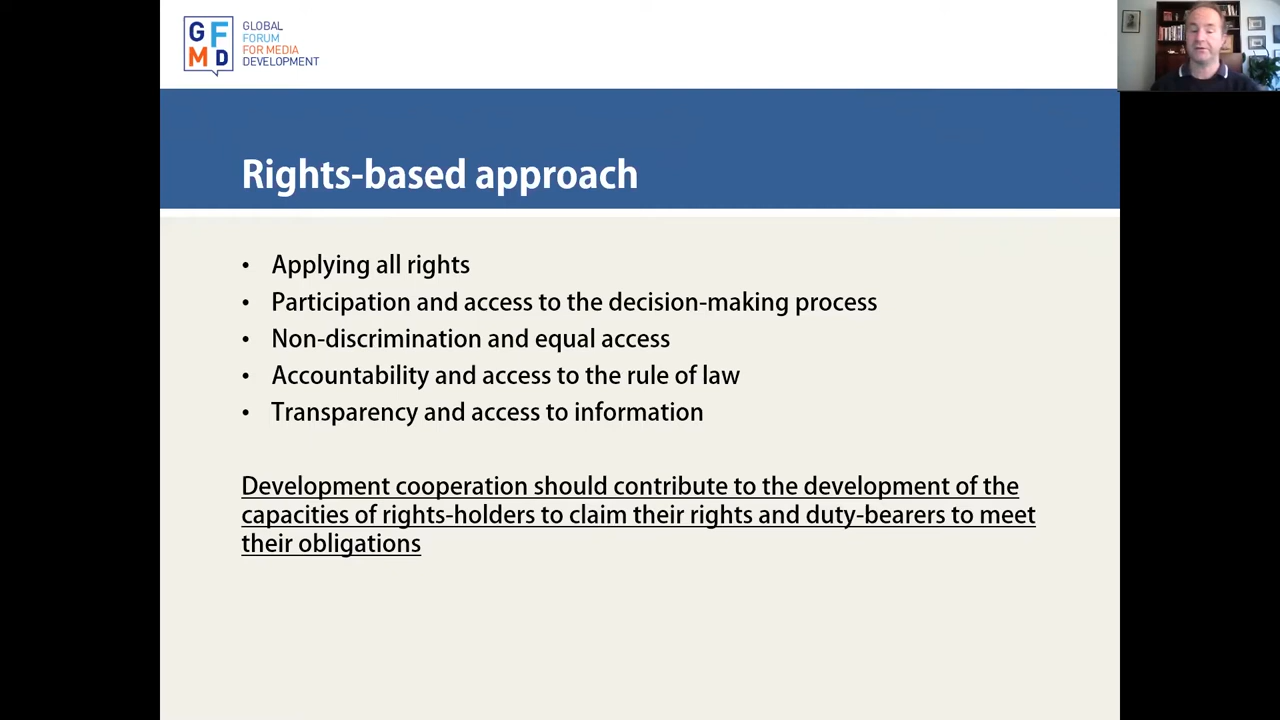 GF
MD
GLOBAL
FORUM
FOR MEDIA
DEVELOPMENT
Rights-based approach
• Applying all rights
• Participation and access to the decision-making process
• Non-discrimination and equal access
• Accountability and access to the rule of law
• Transparency and access to information
Development cooperation should contribute to the development of the
capacities of rights-holders to claim their rights and duty-bearers to meet
their obligations